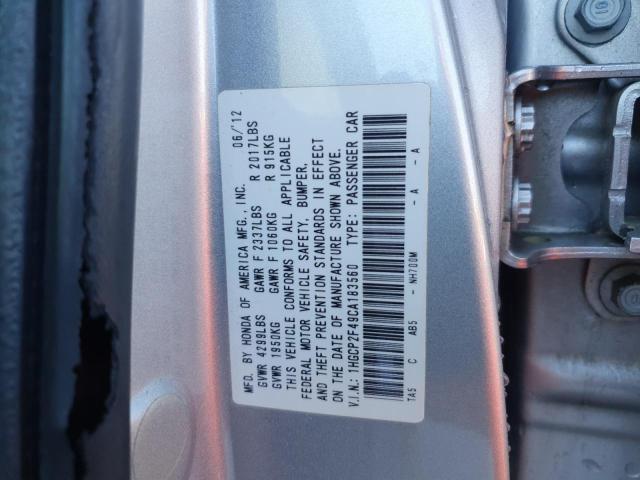 MFD. BY HONDA OF AMERICA MFG., INC. 06/'12
GVWR 4299LBS GAWR F 2337LBS R 2017LBS
GVWR 1950KG GAWR F 1060KG R 915KG
THIS VEHICLE CONFORMS TO ALL APPLICABLE
FEDERAL MOTOR VEHICLE SAFETY, BUMPER,
AND THEFT PREVENTION STANDARDS IN EFFECT
ON THE DATE OF MANUFACTURE SHOWN ABOVE.
V.I.N.: 1HGCP2F49CA183560 TYPE: PASSENGER CAR
TA5 C AB5 - NH700M - A - A
10